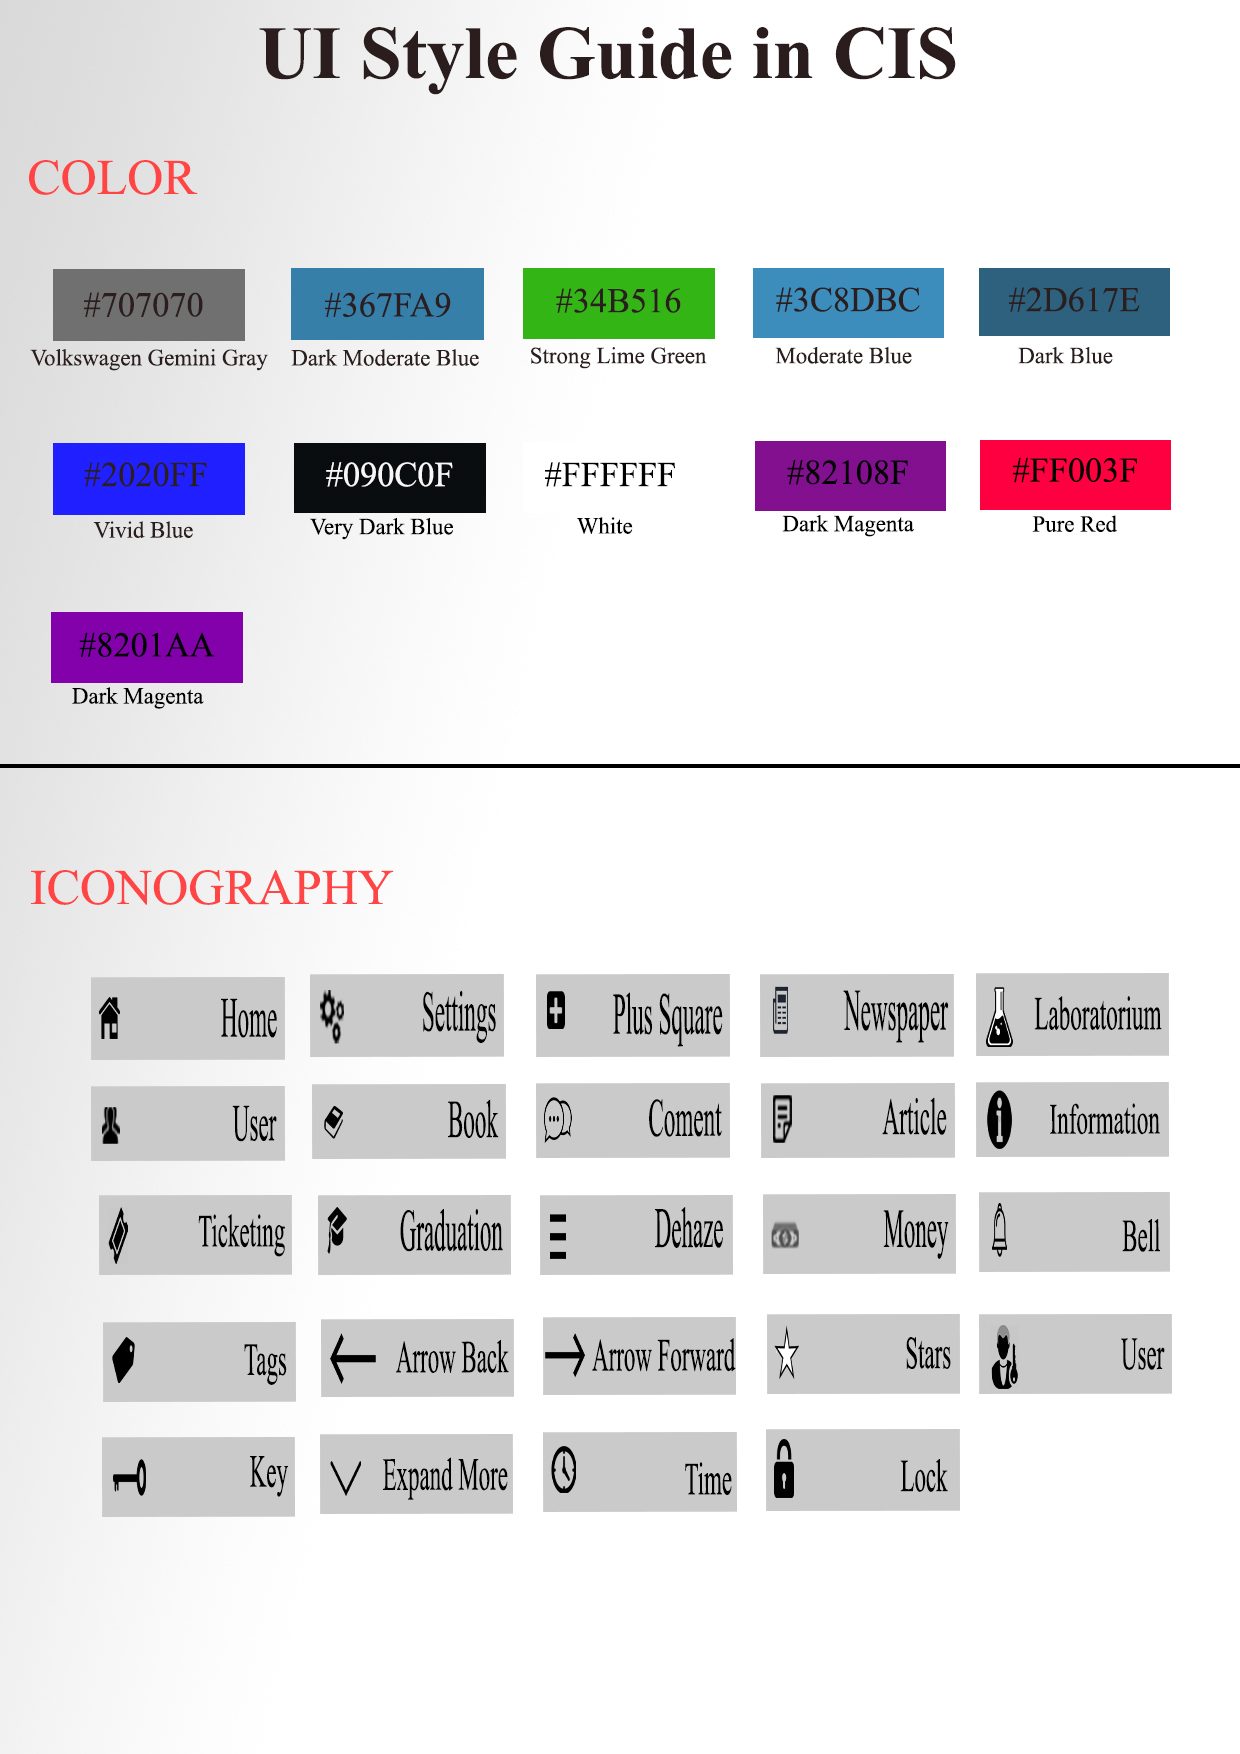 UI Style Guide in CIS
COLOR
#707070
#367FA9
#34B516
#3C8DBC
#2D617E
Volkswagen Gemini Gray
Dark Moderate Blue
Strong Lime Green
Moderate Blue
Dark Blue
#2020FF
#090C0F
#FFFFFF
#82108F
#FF003F
Vivid Blue
Very Dark Blue
White
Dark Magenta
Pure Red
#8201AA
Dark Magenta
ICONOGRAPHY
Home
Settings
Plus Square
Newspaper
Laboratorium
User
Book
Coment
Article
Information
Ticketing
Graduation
Dehaze
Money
Bell
Tags
Arrow Back
Arrow Forward
Stars
User
Key
Expand More
Time
Lock